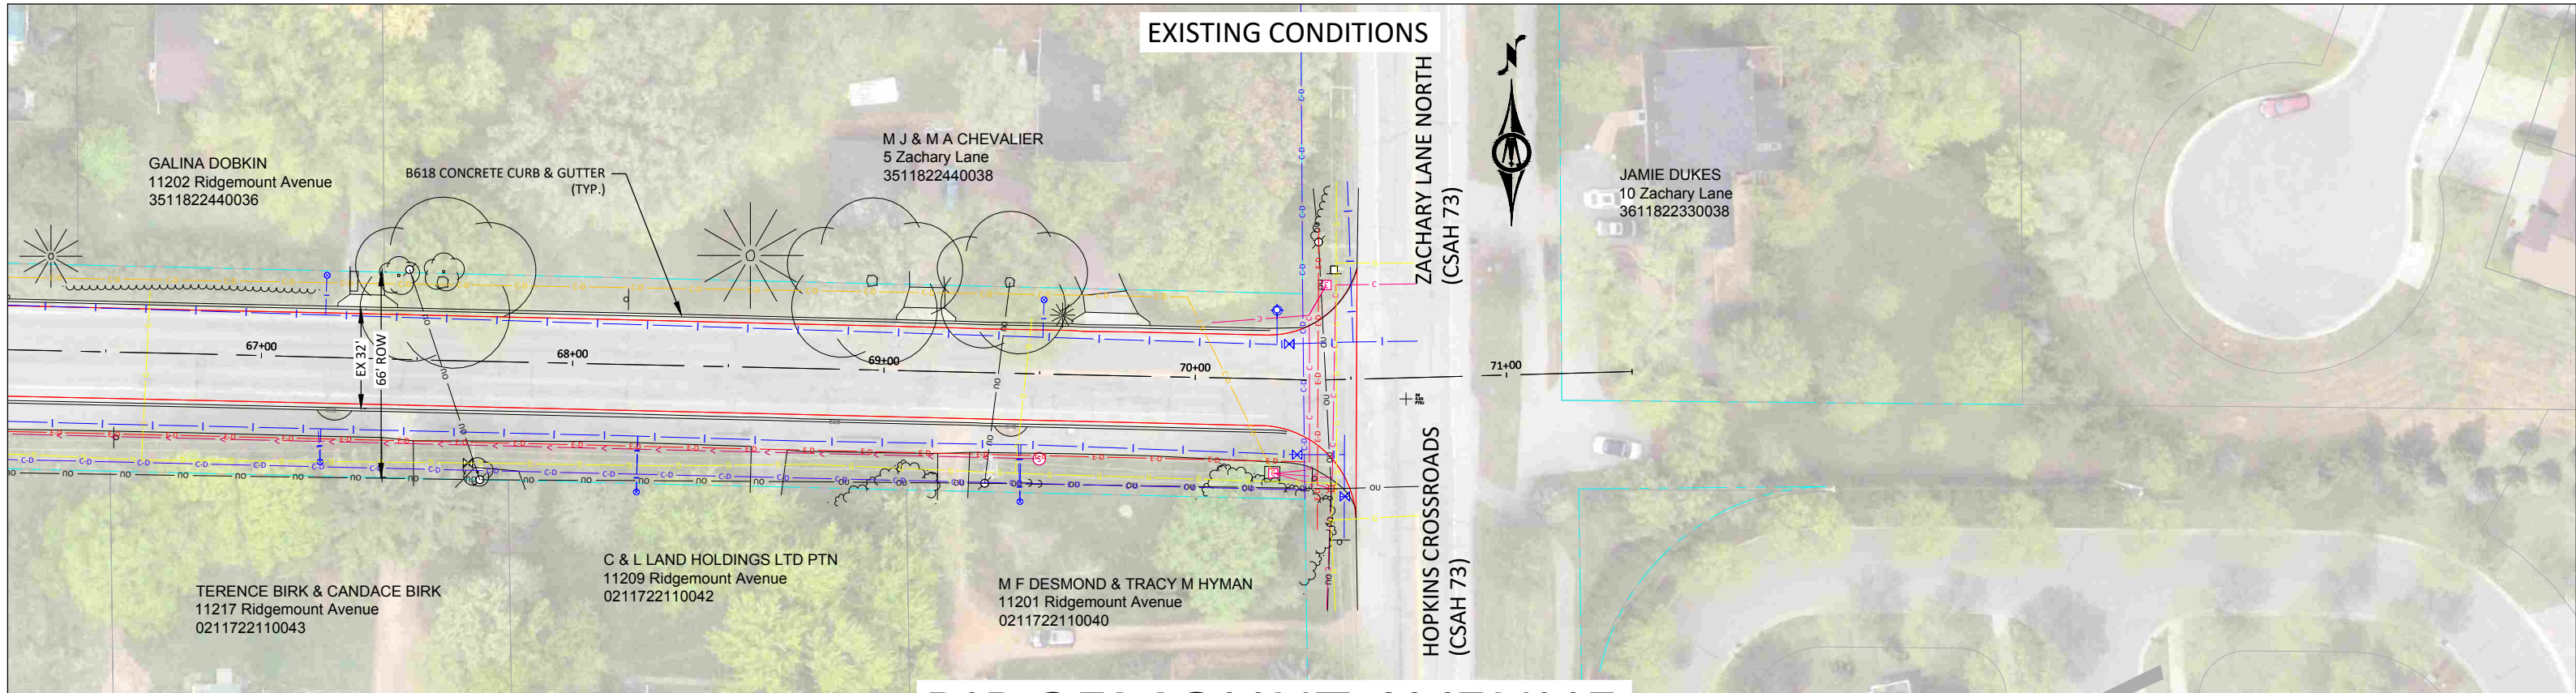 EXISTING CONDITIONS
GALINA DOBKIN
11202 Ridgemount Avenue
3511822440036
B618 CONCRETE CURB & GUTTER
(TYP.)
M J & M A CHEVALIER
5 Zachary Lane
3511822440038
ZACHARY LANE NORTH
(CSAH 73)
N
JAMIE DUKES
10 Zachary Lane
3611822330038
67+00
68+00
69+00
70+00
71+00
EX 32'
66' ROW
HOPKINS CROSSROADS
(CSAH 73)
TERENCE BIRK & CANDACE BIRK
11217 Ridgemount Avenue
0211722110043
C & L LAND HOLDINGS LTD PTN
11209 Ridgemount Avenue
0211722110042
M F DESMOND & TRACY M HYMAN
11201 Ridgemount Avenue
0211722110040